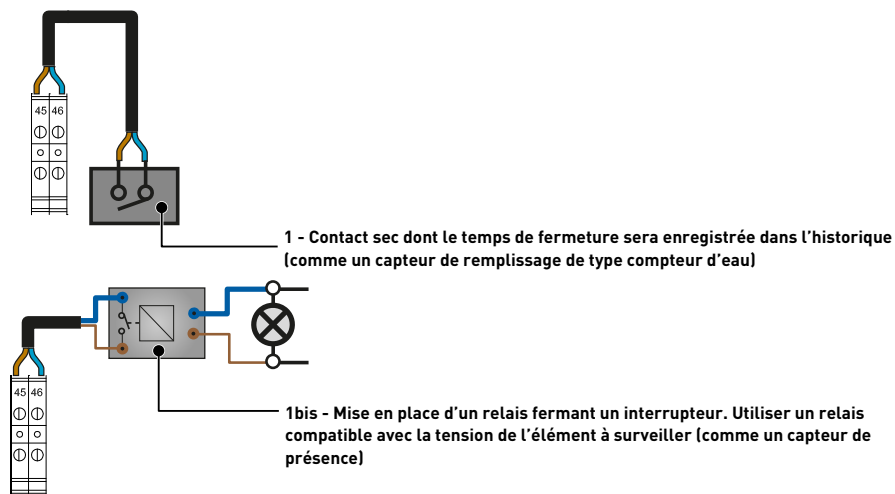 45 46
1 - Contact sec dont le temps de fermeture sera enregistrée dans l’historique
(comme un capteur de remplissage de type compteur d’eau)
45 46
1bis - Mise en place d’un relais fermant un interrupteur. Utiliser un relais
compatible avec la tension de l’élément à surveiller (comme un capteur de
présence)